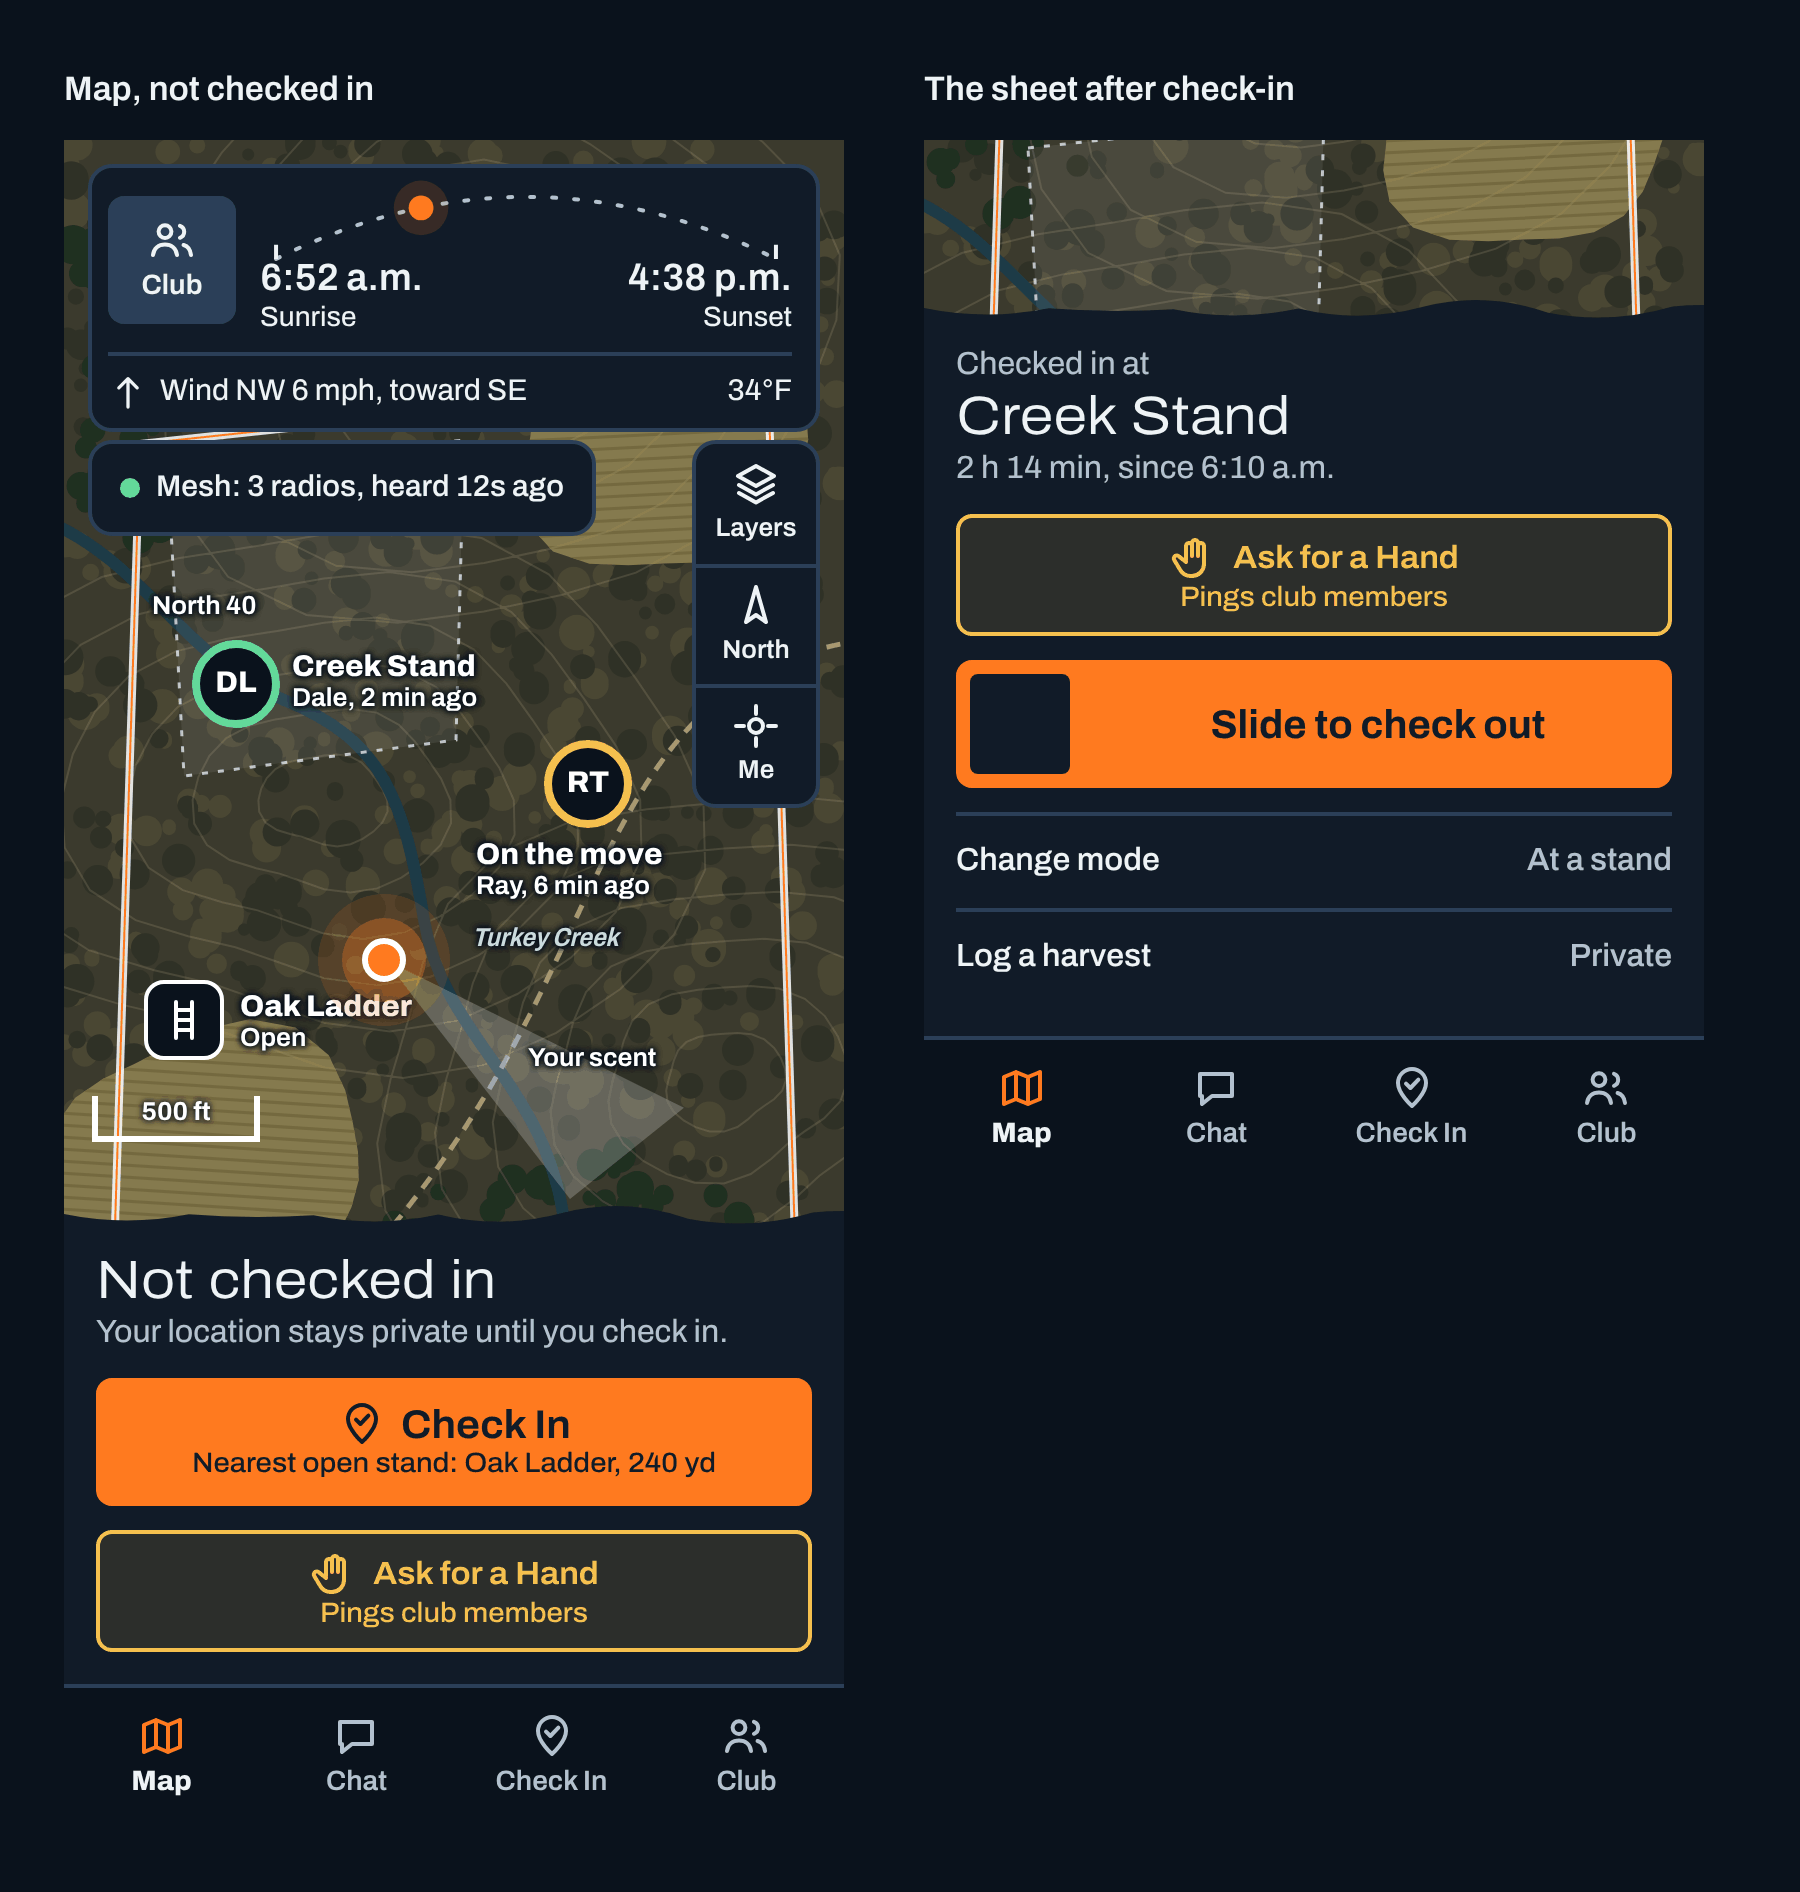 Map, not checked in
Club
6:52 a.m.
Sunrise
4:38 p.m.
Sunset
Wind NW 6 mph, toward SE
34°F
Mesh: 3 radios, heard 12s ago
Layers
North
Me
North 40
DL
Creek Stand
Dale, 2 min ago
RT
On the move
Ray, 6 min ago
Turkey Creek
Oak Ladder
Open
Your scent
500 ft
Not checked in
Your location stays private until you check in.
Check In
Nearest open stand: Oak Ladder, 240 yd
Ask for a Hand
Pings club members
Map
Chat
Check In
Club
The sheet after check-in
Checked in at
Creek Stand
2 h 14 min, since 6:10 a.m.
Ask for a Hand
Pings club members
Slide to check out
Change mode
At a stand
Log a harvest
Private
Map
Chat
Check In
Club